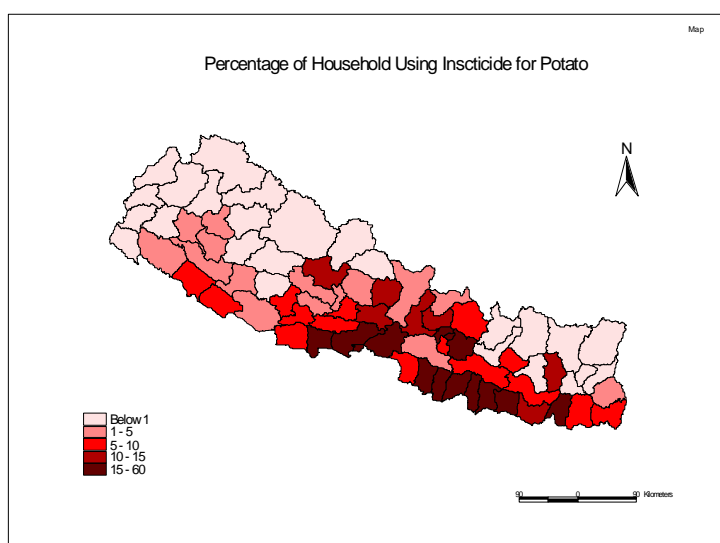 Map
Percentage of Household Using Inscticide for Potato
N
Below 1
1 - 5
5 - 10
10 - 15
15 - 60
90 0 90 Kilometers